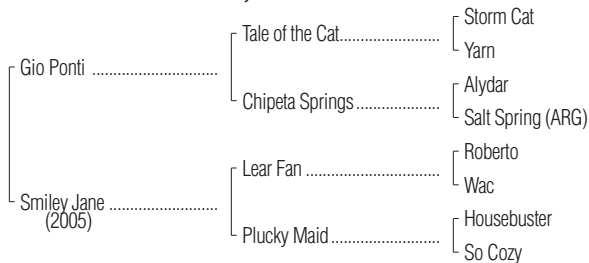 Storm Cat
Tale of the Cat....................
Yarn
Gio Ponti ..........................
Alydar
Chipeta Springs.................
Salt Spring (ARG)
Roberto
Lear Fan ...........................
Wac
Smiley Jane ......................
(2005)
Housebuster
Plucky Maid.......................
So Cozy